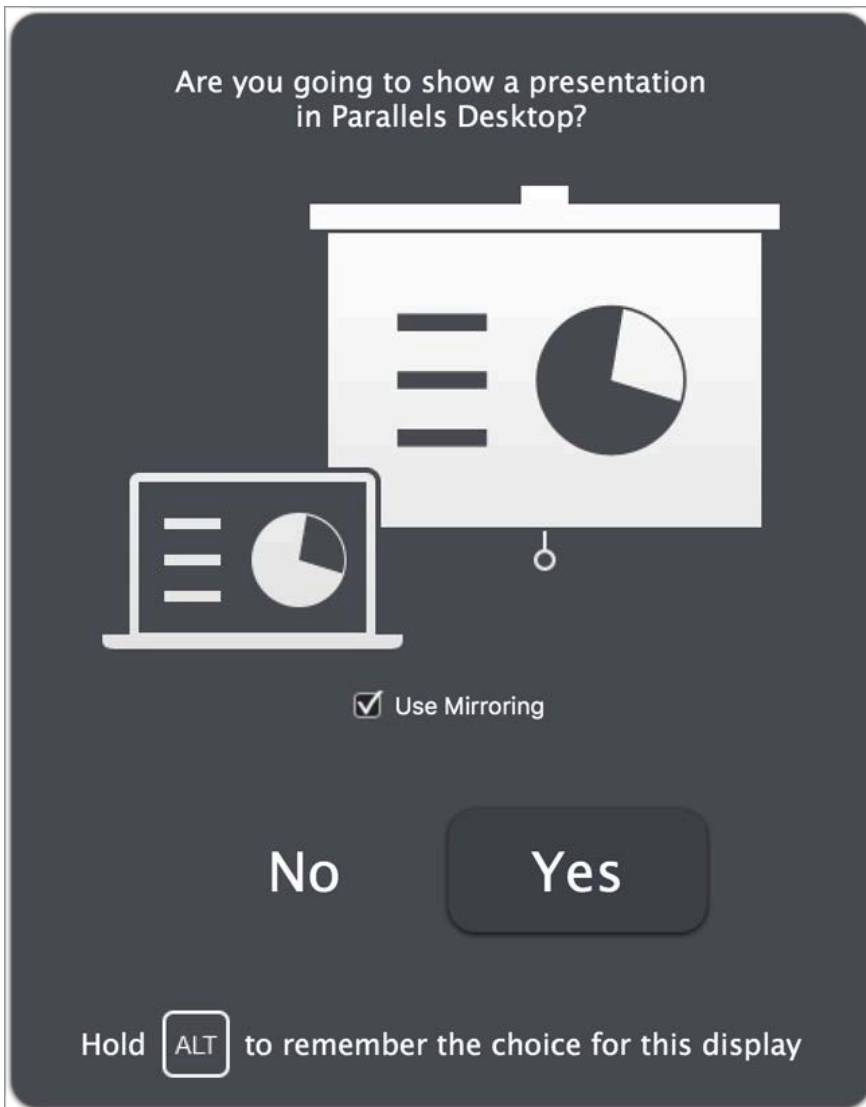 Are you going to show a presentation
in Parallels Desktop?
Use Mirroring
No
Yes
Hold ALT to remember the choice for this display